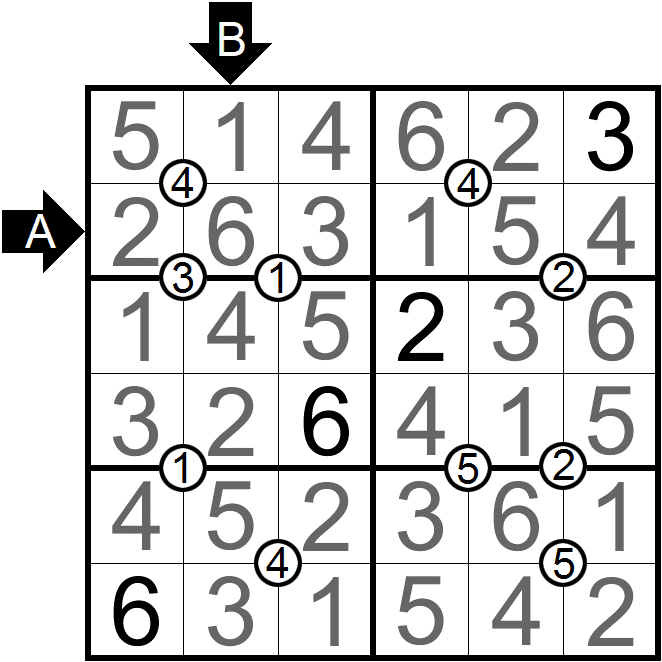 B
5 1 4 6 2 3
4 4
A 2 6 3 1 5 4
3 1 2
1 4 5 2 3 6
3 2 6 4 1 5
1 5 2
4 5 2 3 6 1
4 5
6 3 1 5 4 2